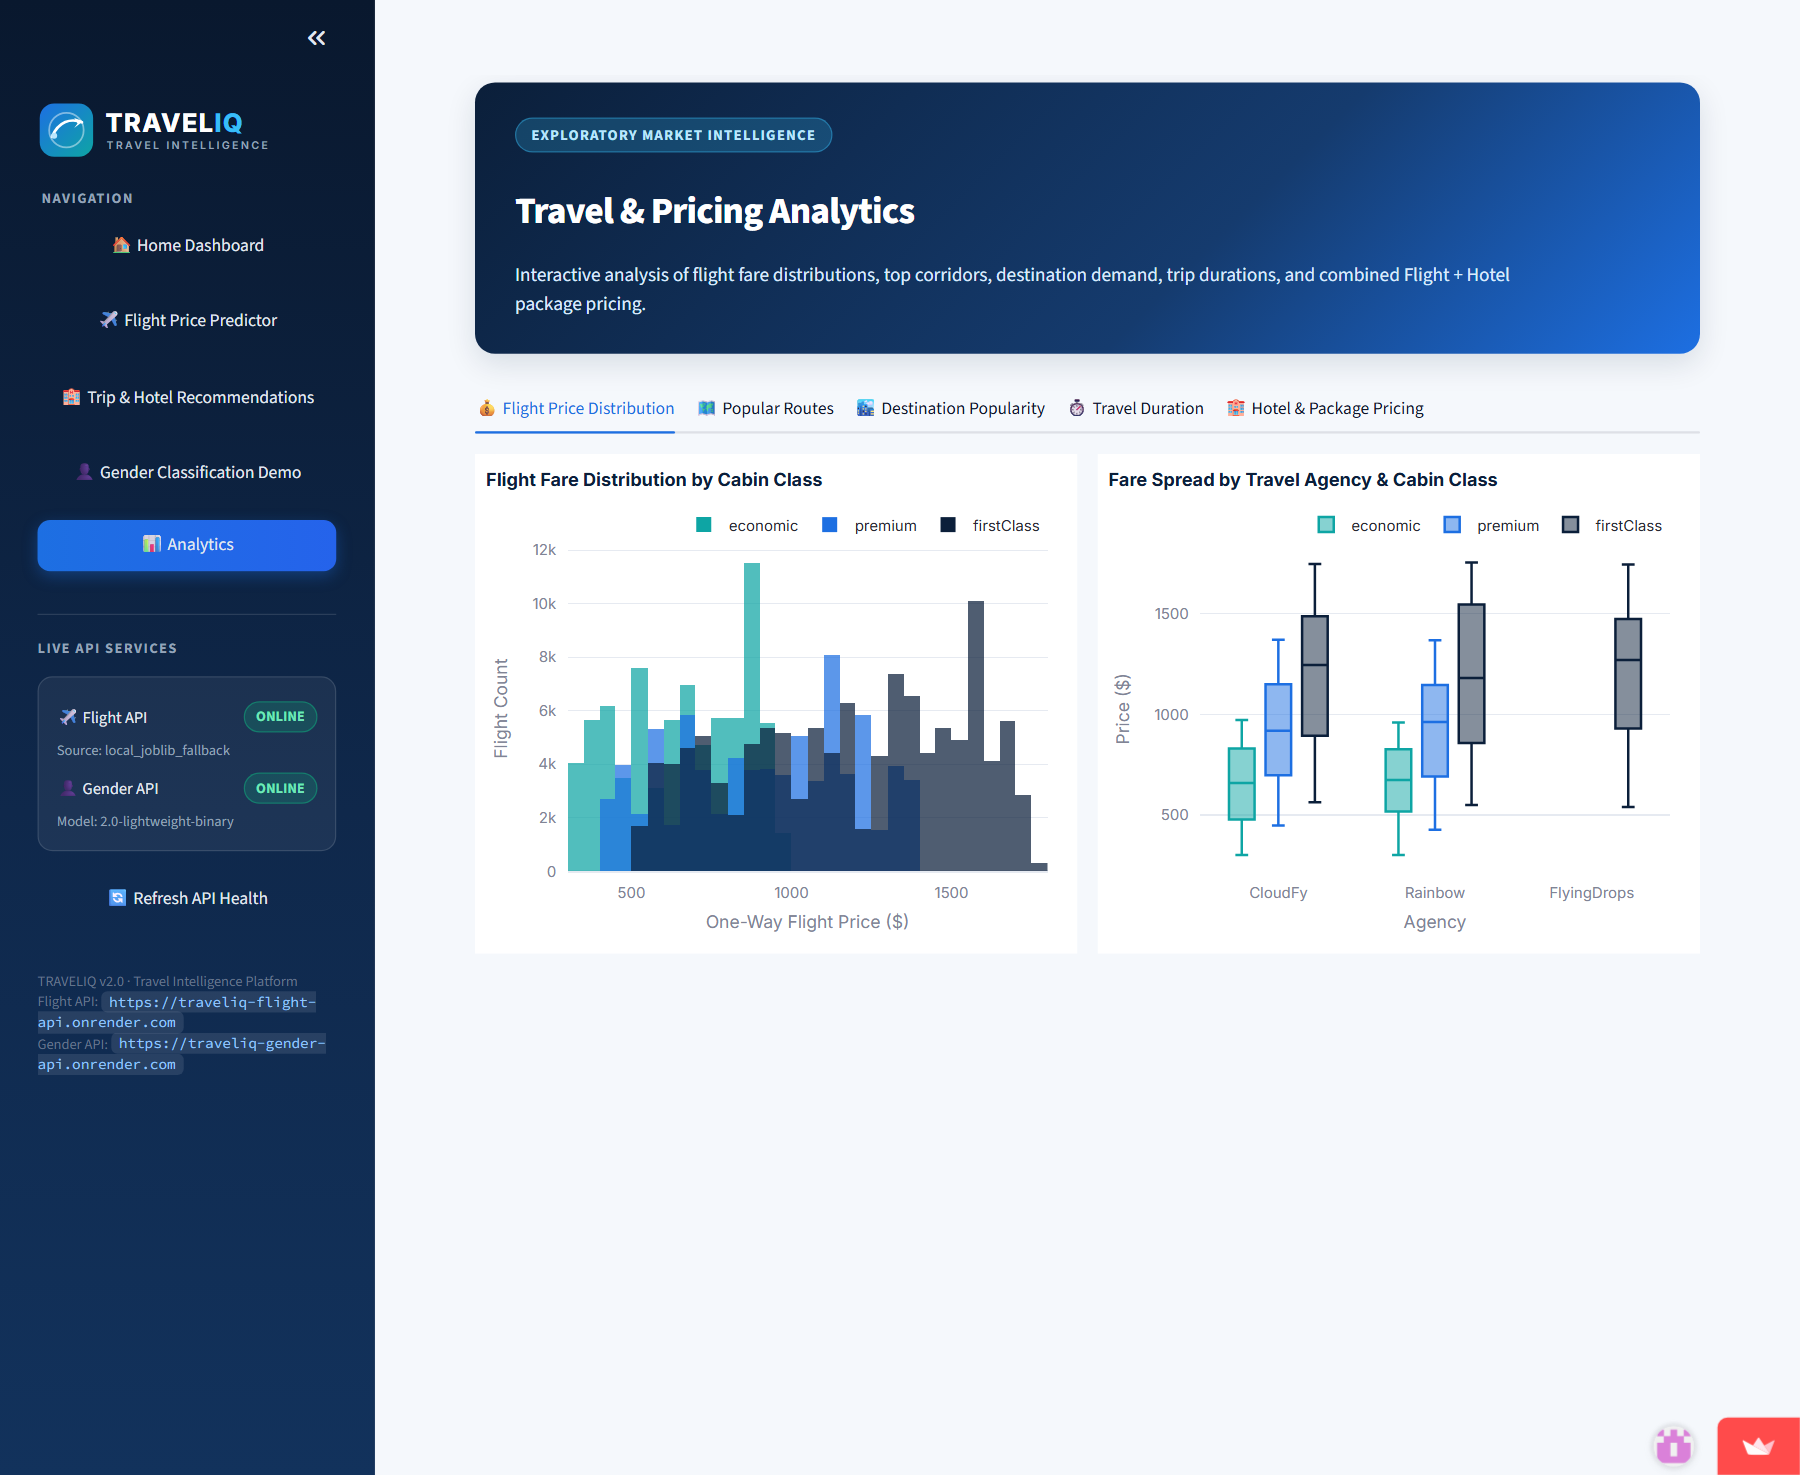 TRAVELIQ
TRAVEL INTELLIGENCE
NAVIGATION
Home Dashboard
Flight Price Predictor
Trip & Hotel Recommendations
Gender Classification Demo
Analytics
LIVE API SERVICES
Flight API ONLINE
Source: local_joblib_fallback
Gender API ONLINE
Model: 2.0-lightweight-binary
Refresh API Health
TRAVELIQ v2.0 · Travel Intelligence Platform
Flight API: https://traveliq-flight-
api.onrender.com
Gender API: https://traveliq-gender-
api.onrender.com
EXPLORATORY MARKET INTELLIGENCE
Travel & Pricing Analytics
Interactive analysis of flight fare distributions, top corridors, destination demand, trip durations, and combined Flight + Hotel
package pricing.
Flight Price Distribution Popular Routes Destination Popularity Travel Duration Hotel & Package Pricing
Flight Fare Distribution by Cabin Class
economic premium firstClass
12k
10k
8k
6k
4k
2k
0
Flight Count
500 1000 1500
One-Way Flight Price ($)
Fare Spread by Travel Agency & Cabin Class
economic premium firstClass
1500
1000
500
Price ($)
CloudFy Rainbow FlyingDrops
Agency